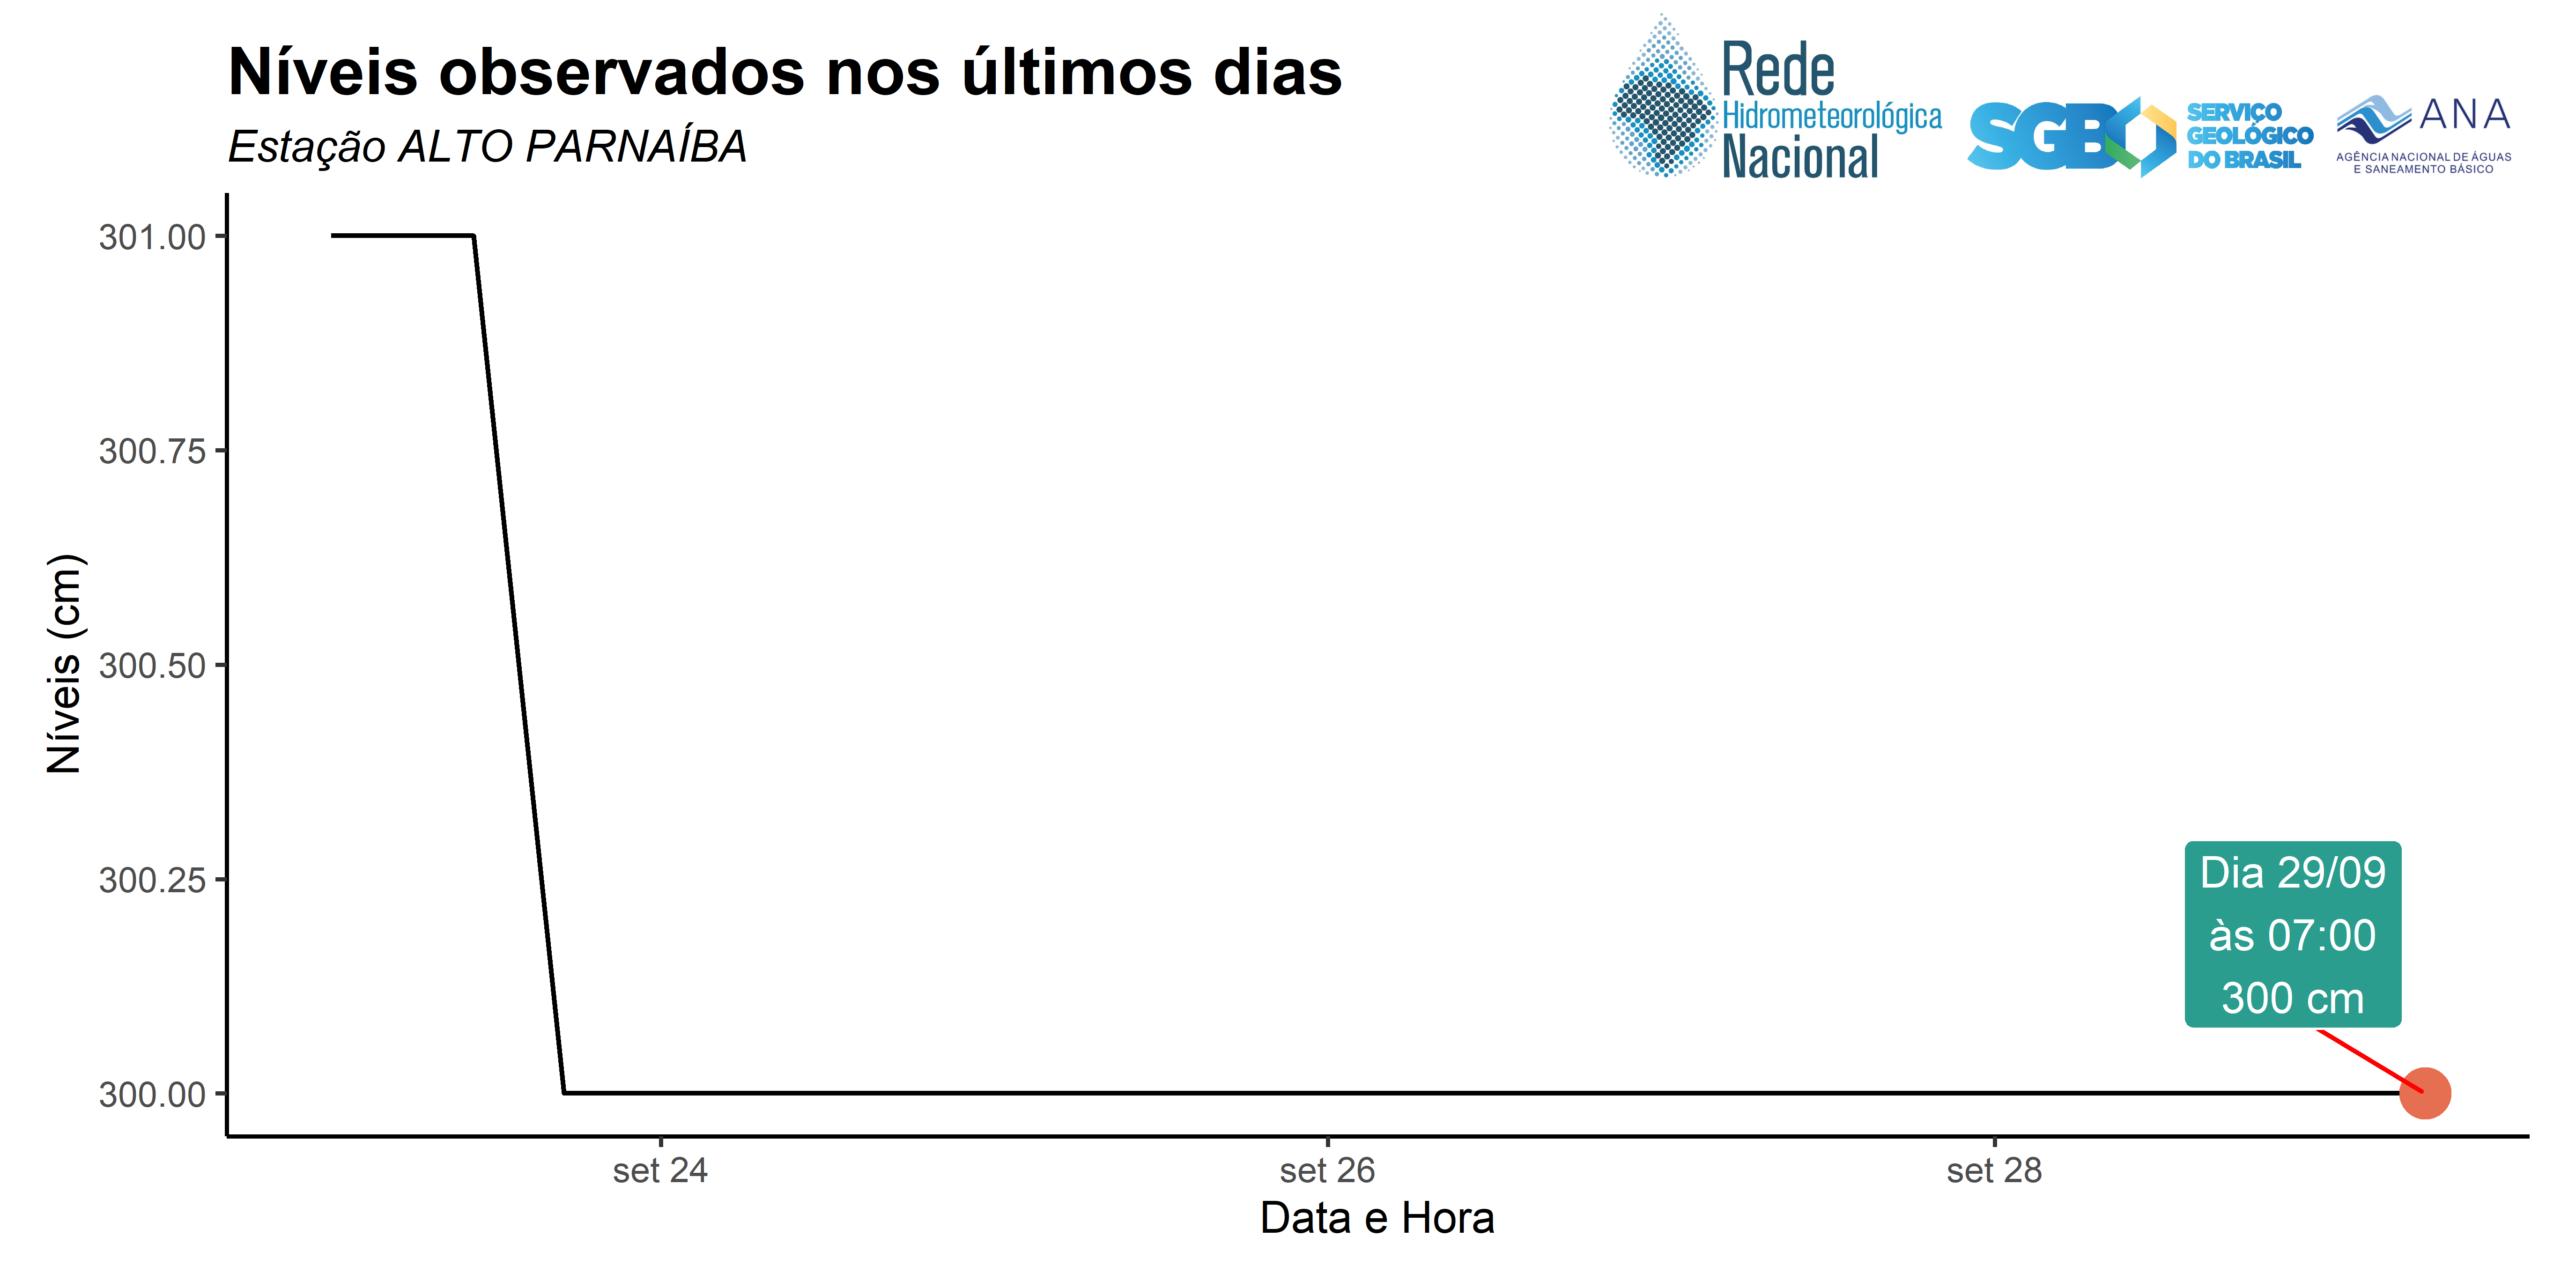 Níveis observados nos últimos dias
Estação ALTO PARNAÍBA
Rede
Hidrometeorológica
Nacional
SGB
SERVIÇO
GEOLÓGICO
DO BRASIL
ANA
AGÊNCIA NACIONAL DE ÁGUAS
E SANEAMENTO BÁSICO
Níveis (cm)
301.00
300.75
300.50
300.25
300.00
Dia 29/09
às 07:00
300 cm
set 24
set 26
set 28
Data e Hora